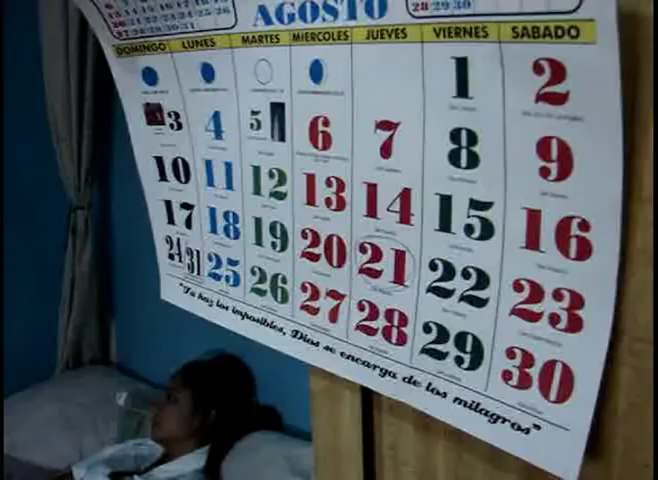 AGOSTO
28 29 30
DOMINGO LUNES MARTES MIERCOLES JUEVES VIERNES SABADO
1 2
3 4 5 6 7 8 9
10 11 12 13 14 15 16
17 18 19 20 21 22 23
24 31 25 26 27 28 29 30
"Tu haz los imposibles, Dios se encarga de los milagros"